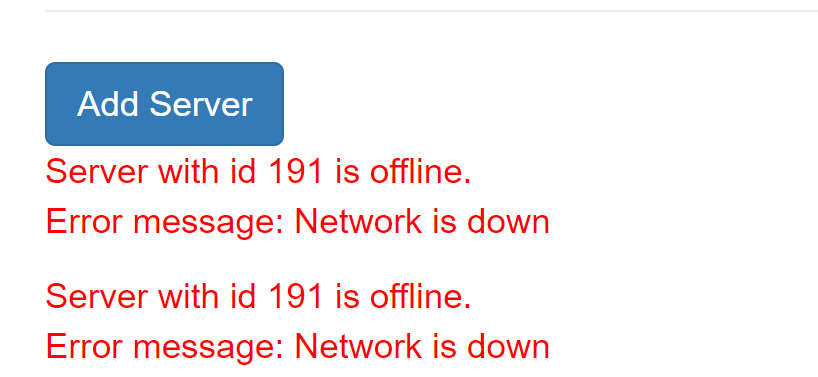 Add Server
Server with id 191 is offline.
Error message: Network is down
Server with id 191 is offline.
Error message: Network is down